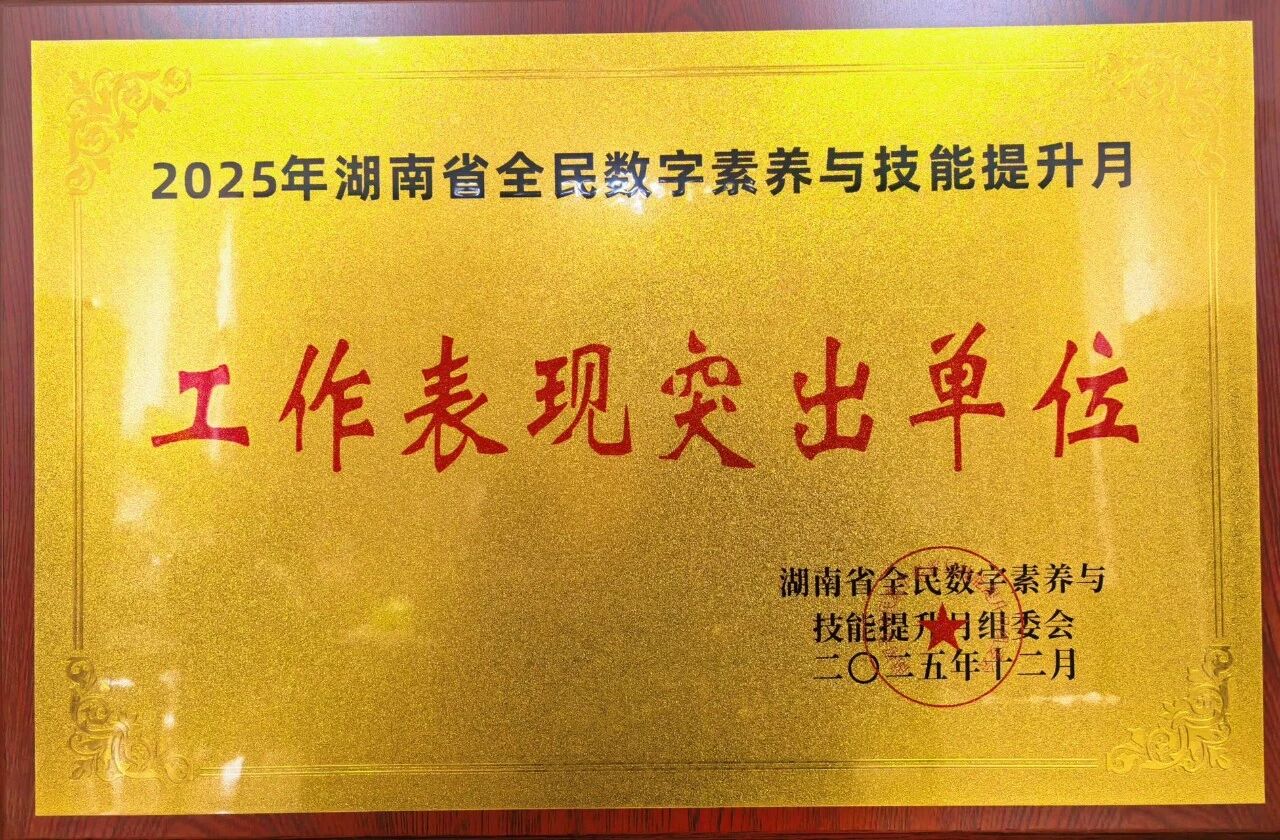 2025年湖南省全民数字素养与技能提升月
工作表现突出单位
湖南省全民数字素养与
技能提升月组委会
二〇二五年十二月